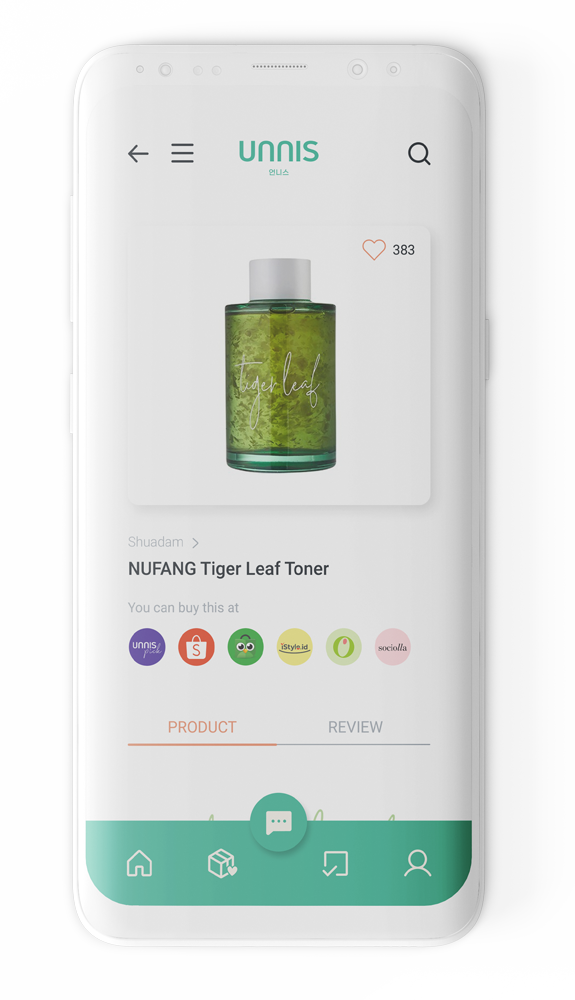 UNNIS
언니스
383
tiger leaf
Shuadam
NUFANG Tiger Leaf Toner
You can buy this at
UNNIS pick
S
iStyle.id
sociolla
PRODUCT
REVIEW